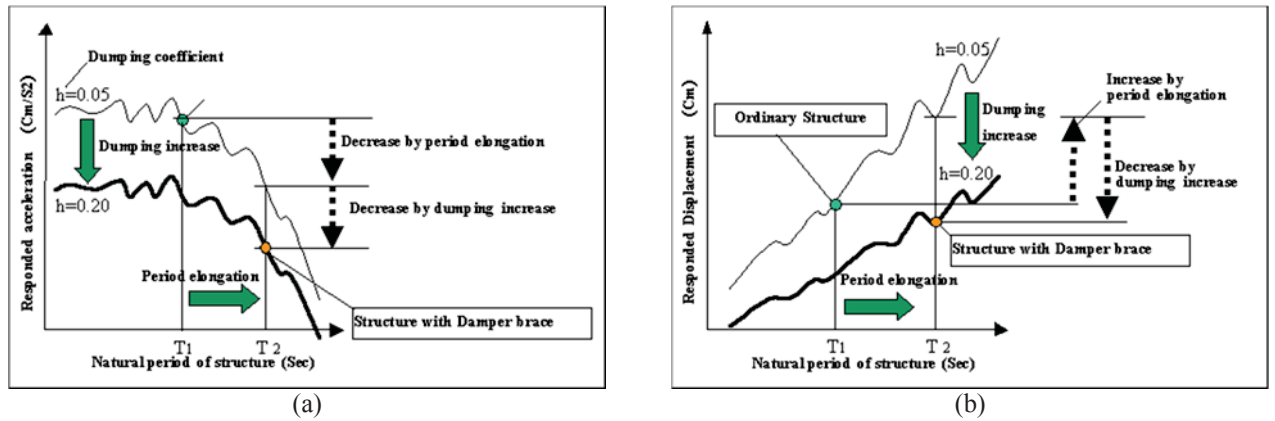 Responded acceleration (Cm/S2)
Dumping coefficient
h=0.05
Dumping increase
h=0.20
Decrease by period elongation
Decrease by dumping increase
Period elongation
Structure with Damper brace
T1
T 2
Natural period of structure (Sec)
(a)
Responded Displacement (Cm)
h=0.05
Increase by
period elongation
Ordinary Structure
Dumping
increase
h=0.20
Decrease by
dumping increase
Structure with Damper brace
Period elongation
T1
T 2
Natural period of structure (Sec)
(b)